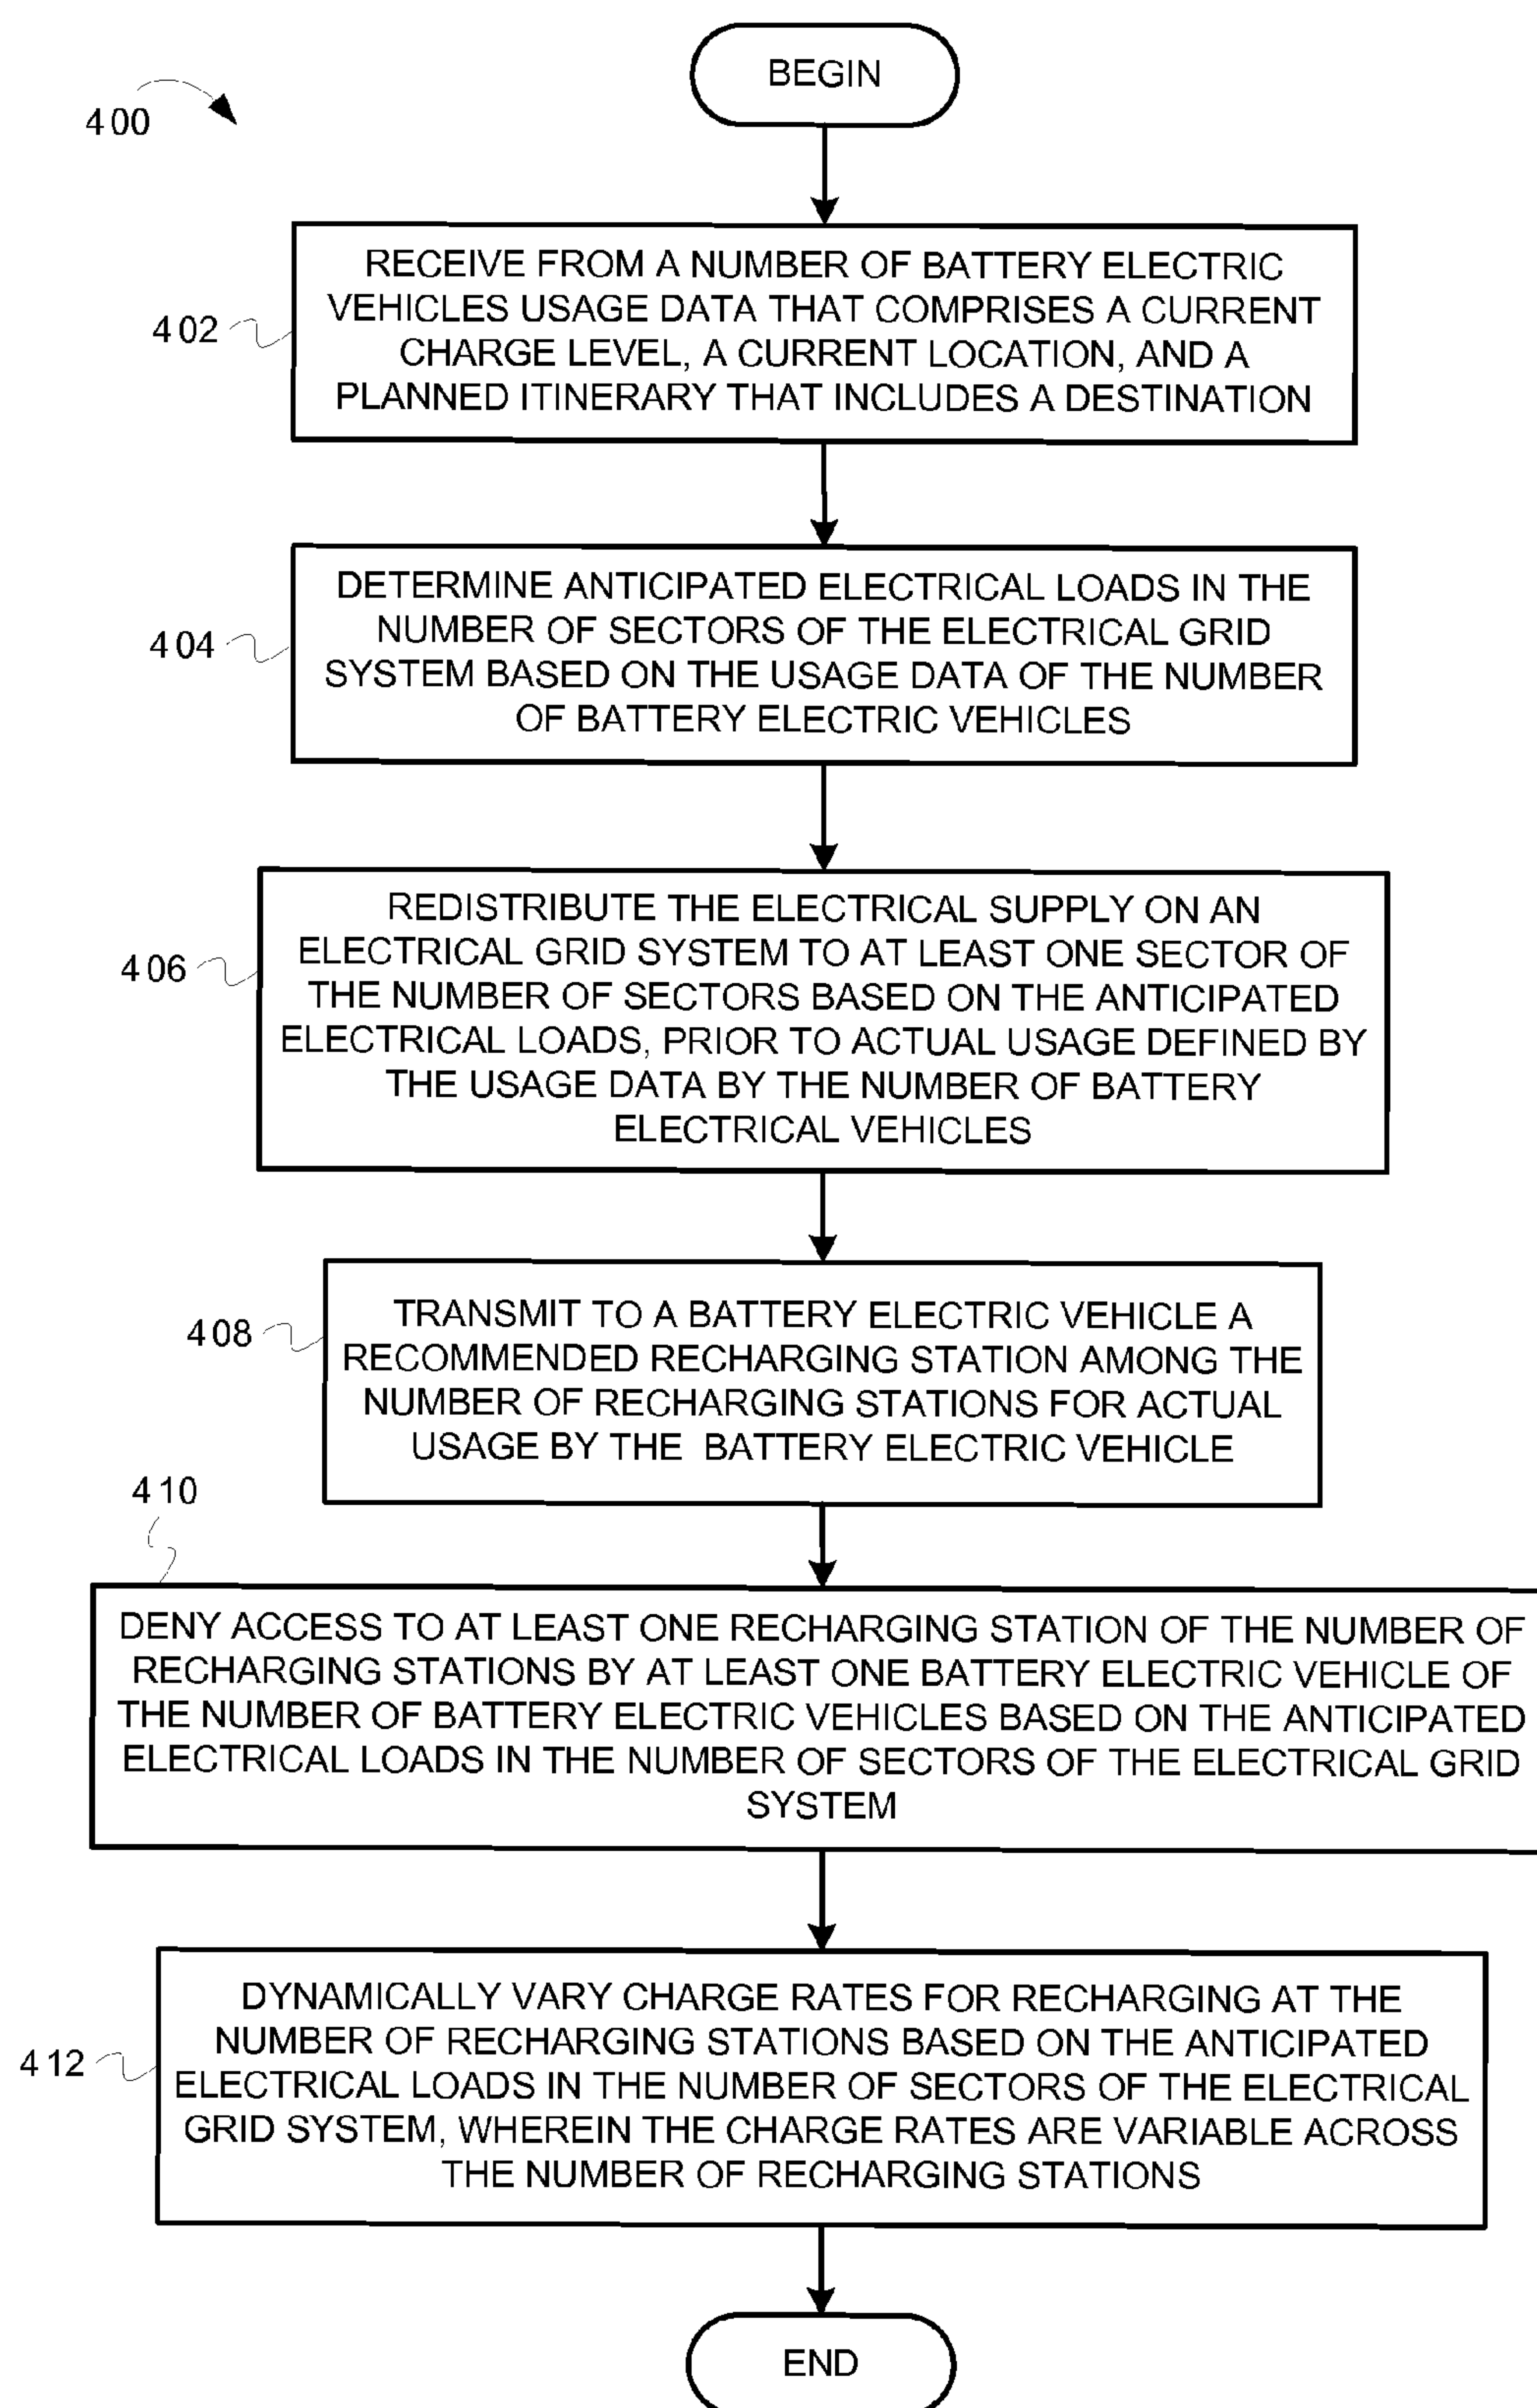 BEGIN
400
RECEIVE FROM A NUMBER OF BATTERY ELECTRIC
VEHICLES USAGE DATA THAT COMPRISES A CURRENT
CHARGE LEVEL, A CURRENT LOCATION, AND A
PLANNED ITINERARY THAT INCLUDES A DESTINATION
402
DETERMINE ANTICIPATED ELECTRICAL LOADS IN THE
NUMBER OF SECTORS OF THE ELECTRICAL GRID
SYSTEM BASED ON THE USAGE DATA OF THE NUMBER
OF BATTERY ELECTRIC VEHICLES
404
REDISTRIBUTE THE ELECTRICAL SUPPLY ON AN
ELECTRICAL GRID SYSTEM TO AT LEAST ONE SECTOR OF
THE NUMBER OF SECTORS BASED ON THE ANTICIPATED
ELECTRICAL LOADS, PRIOR TO ACTUAL USAGE DEFINED BY
THE USAGE DATA BY THE NUMBER OF BATTERY
ELECTRICAL VEHICLES
406
TRANSMIT TO A BATTERY ELECTRIC VEHICLE A
RECOMMENDED RECHARGING STATION AMONG THE
NUMBER OF RECHARGING STATIONS FOR ACTUAL
USAGE BY THE BATTERY ELECTRIC VEHICLE
408
410
DENY ACCESS TO AT LEAST ONE RECHARGING STATION OF THE NUMBER OF
RECHARGING STATIONS BY AT LEAST ONE BATTERY ELECTRIC VEHICLE OF
THE NUMBER OF BATTERY ELECTRIC VEHICLES BASED ON THE ANTICIPATED
ELECTRICAL LOADS IN THE NUMBER OF SECTORS OF THE ELECTRICAL GRID
SYSTEM
DYNAMICALLY VARY CHARGE RATES FOR RECHARGING AT THE
NUMBER OF RECHARGING STATIONS BASED ON THE ANTICIPATED
ELECTRICAL LOADS IN THE NUMBER OF SECTORS OF THE ELECTRICAL
GRID SYSTEM, WHEREIN THE CHARGE RATES ARE VARIABLE ACROSS
THE NUMBER OF RECHARGING STATIONS
412
END